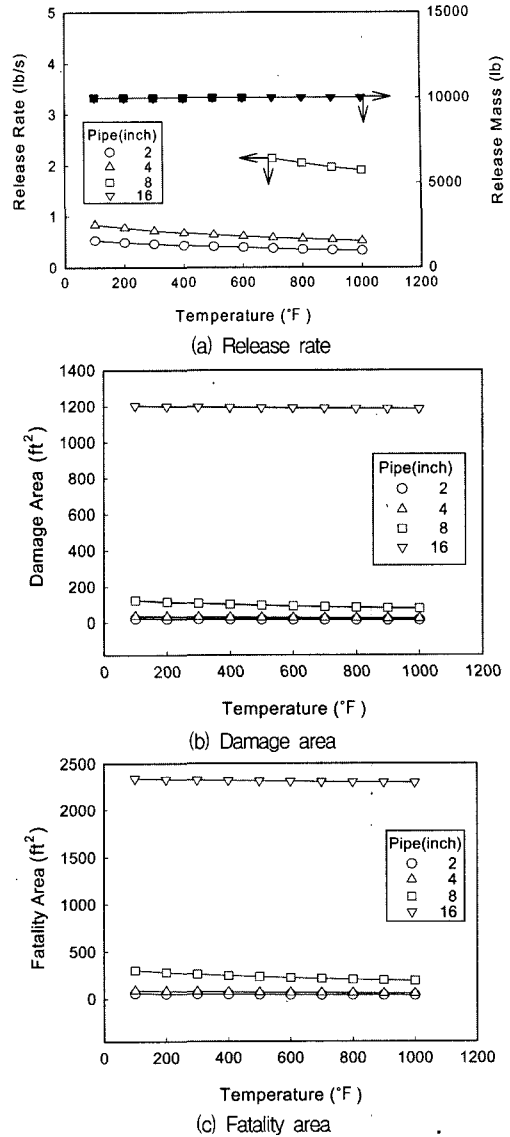 5
4
3
2
1
0
Release Rate (lb/s)
15000
10000
5000
0
Release Mass (lb)
Pipe(inch)
2
4
8
16
0 200 400 600 800 1000 1200
Temperature (°F)
(a) Release rate
1400
1200
1000
800
600
400
200
0
Damage Area (ft²)
Pipe(inch)
2
4
8
16
0 200 400 600 800 1000 1200
Temperature (°F)
(b) Damage area
2500
2000
1500
1000
500
0
Fatality Area (ft²)
Pipe(inch)
2
4
8
16
0 200 400 600 800 1000 1200
Temperature (°F)
(c) Fatality area